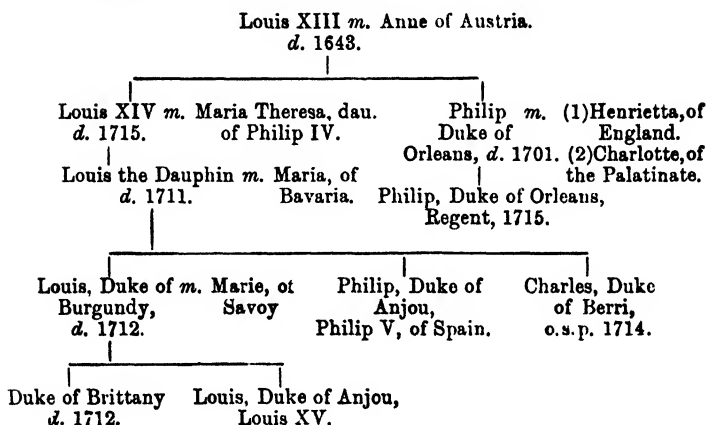 Louis XIII m. Anne of Austria.
d. 1643.
Louis XIV m. Maria Theresa, dau.
d. 1715. of Philip IV.
Philip m. (1)Henrietta,of
Duke of England.
Orleans, d. 1701. (2)Charlotte,of
the Palatinate.
Louis the Dauphin m. Maria, of
d. 1711. Bavaria.
Philip, Duke of Orleans,
Regent, 1715.
Louis, Duke of m. Marie, of
Burgundy, Savoy
d. 1712.
Philip, Duke of
Anjou,
Philip V, of Spain.
Charles, Duke
of Berri,
o.s.p. 1714.
Duke of Brittany
d. 1712.
Louis, Duke of Anjou,
Louis XV.